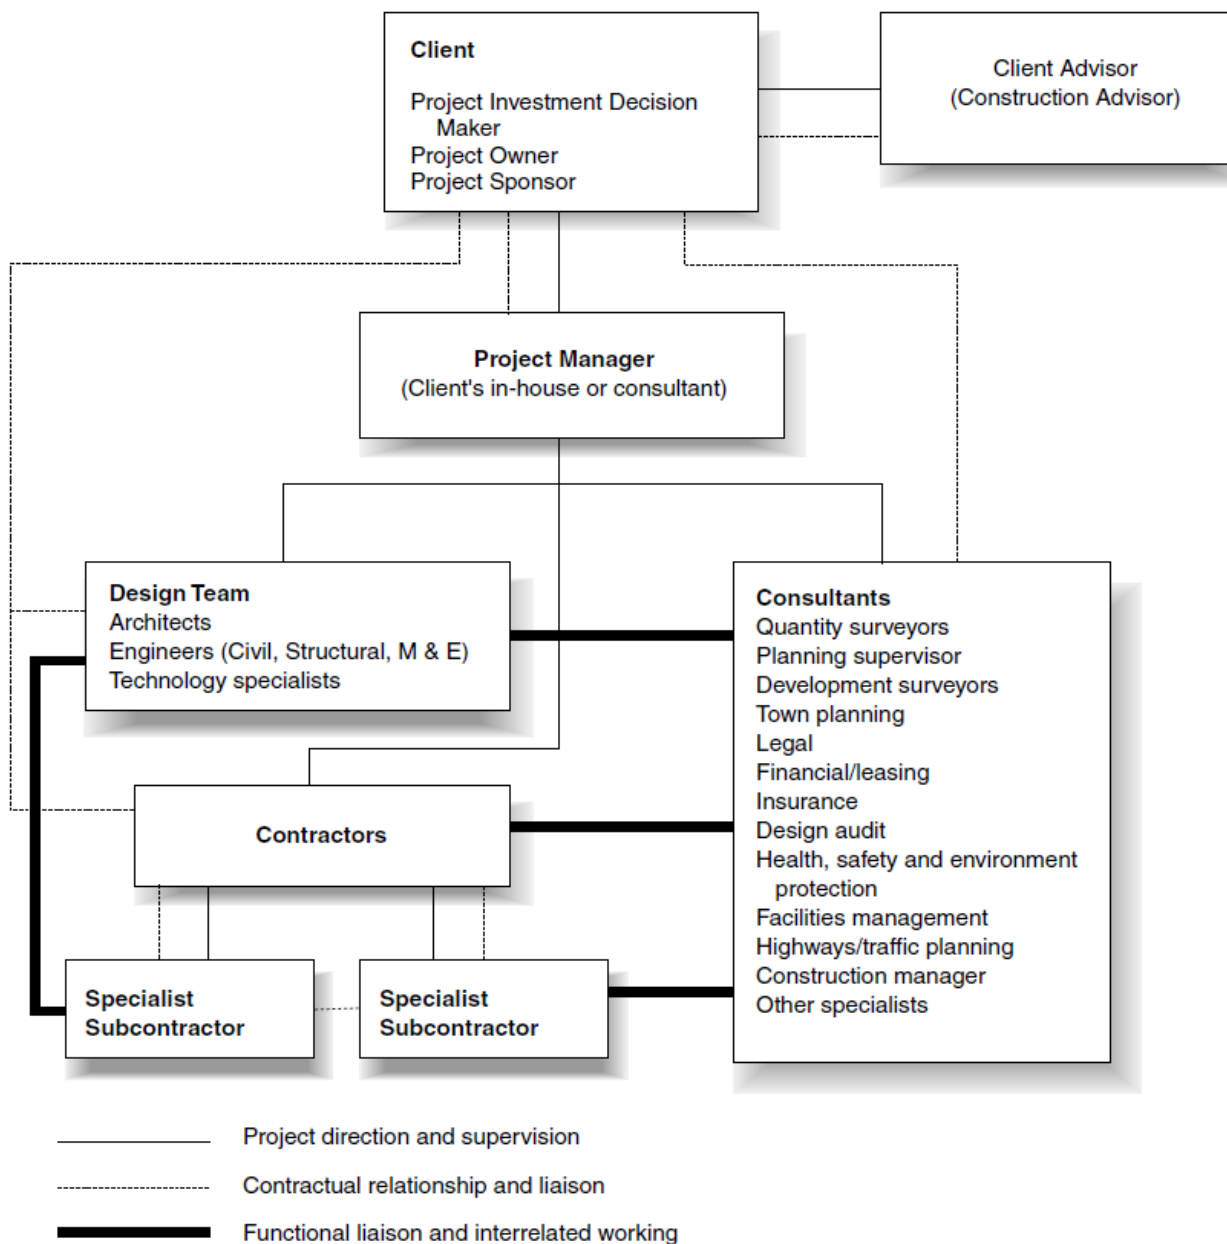 Client
Project Investment Decision
Maker
Project Owner
Project Sponsor
Client Advisor
(Construction Advisor)
Project Manager
(Client's in-house or consultant)
Design Team
Architects
Engineers (Civil, Structural, M & E)
Technology specialists
Consultants
Quantity surveyors
Planning supervisor
Development surveyors
Town planning
Legal
Financial/leasing
Insurance
Design audit
Health, safety and environment
protection
Facilities management
Highways/traffic planning
Construction manager
Other specialists
Contractors
Specialist
Subcontractor
Specialist
Subcontractor
Project direction and supervision
Contractual relationship and liaison
Functional liaison and interrelated working